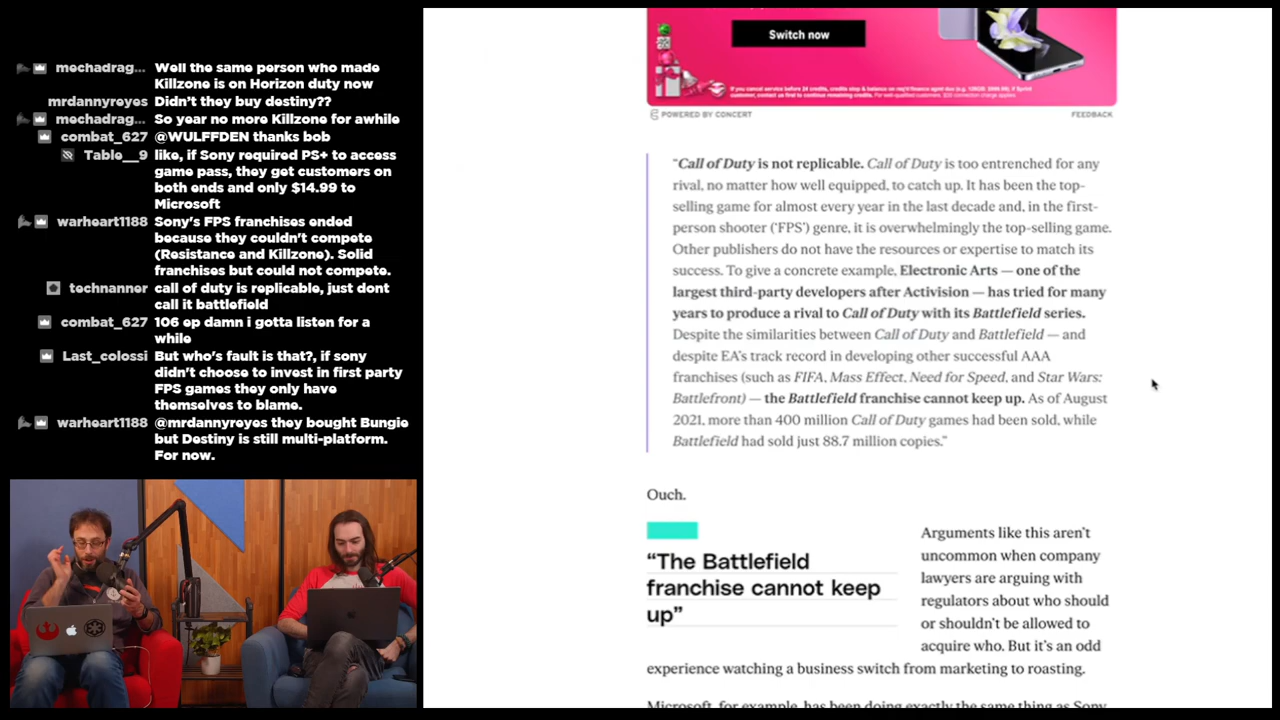 mechadrag... Well the same person who made
Killzone is on Horizon duty now
mechadrag... So year no more Killzone for awhile
combat_627 @WULFFDEN thanks bob
Table__9 like, if Sony required PS+ to access
game pass, they get customers on
both ends and only $14.99 to
Microsoft
warheart1188 Sony's FPS franchises ended
because they couldn't compete
(Resistance and Killzone). Solid
franchises but could not compete.
technanner call of duty is replicable, just dont
call it battlefield
combat_627 106 ep damn i gotta listen for a
while
Last_colossi But who's fault is that?, if sony
didn't choose to invest in first party
FPS games they only have
themselves to blame.
warheart1188 @mrdannyreyes they bought Bungie
but Destiny is still multi-platform.
For now.
Switch now
POWERED BY CONCERT
FEEDBACK
"Call of Duty is not replicable. Call of Duty is too entrenched for any
rival, no matter how well equipped, to catch up. It has been the top-
selling game for almost every year in the last decade and, in the first-
person shooter ('FPS') genre, it is overwhelmingly the top-selling game.
Other publishers do not have the resources or expertise to match its
success. To give a concrete example, Electronic Arts — one of the
largest third-party developers after Activision — has tried for many
years to produce a rival to Call of Duty with its Battlefield series.
Despite the similarities between Call of Duty and Battlefield — and
despite EA's track record in developing other successful AAA
franchises (such as FIFA, Mass Effect, Need for Speed, and Star Wars:
Battlefront) — the Battlefield franchise cannot keep up. As of August
2021, more than 400 million Call of Duty games had been sold, while
Battlefield had sold just 88.7 million copies."
Ouch.
"The Battlefield
franchise cannot keep
up"
Arguments like this aren't
uncommon when company
lawyers are arguing with
regulators about who should
or shouldn't be allowed to
acquire who. But it's an odd
experience watching a business switch from marketing to roasting.
Microsoft, for example, has been doing exactly the same thing as Sony